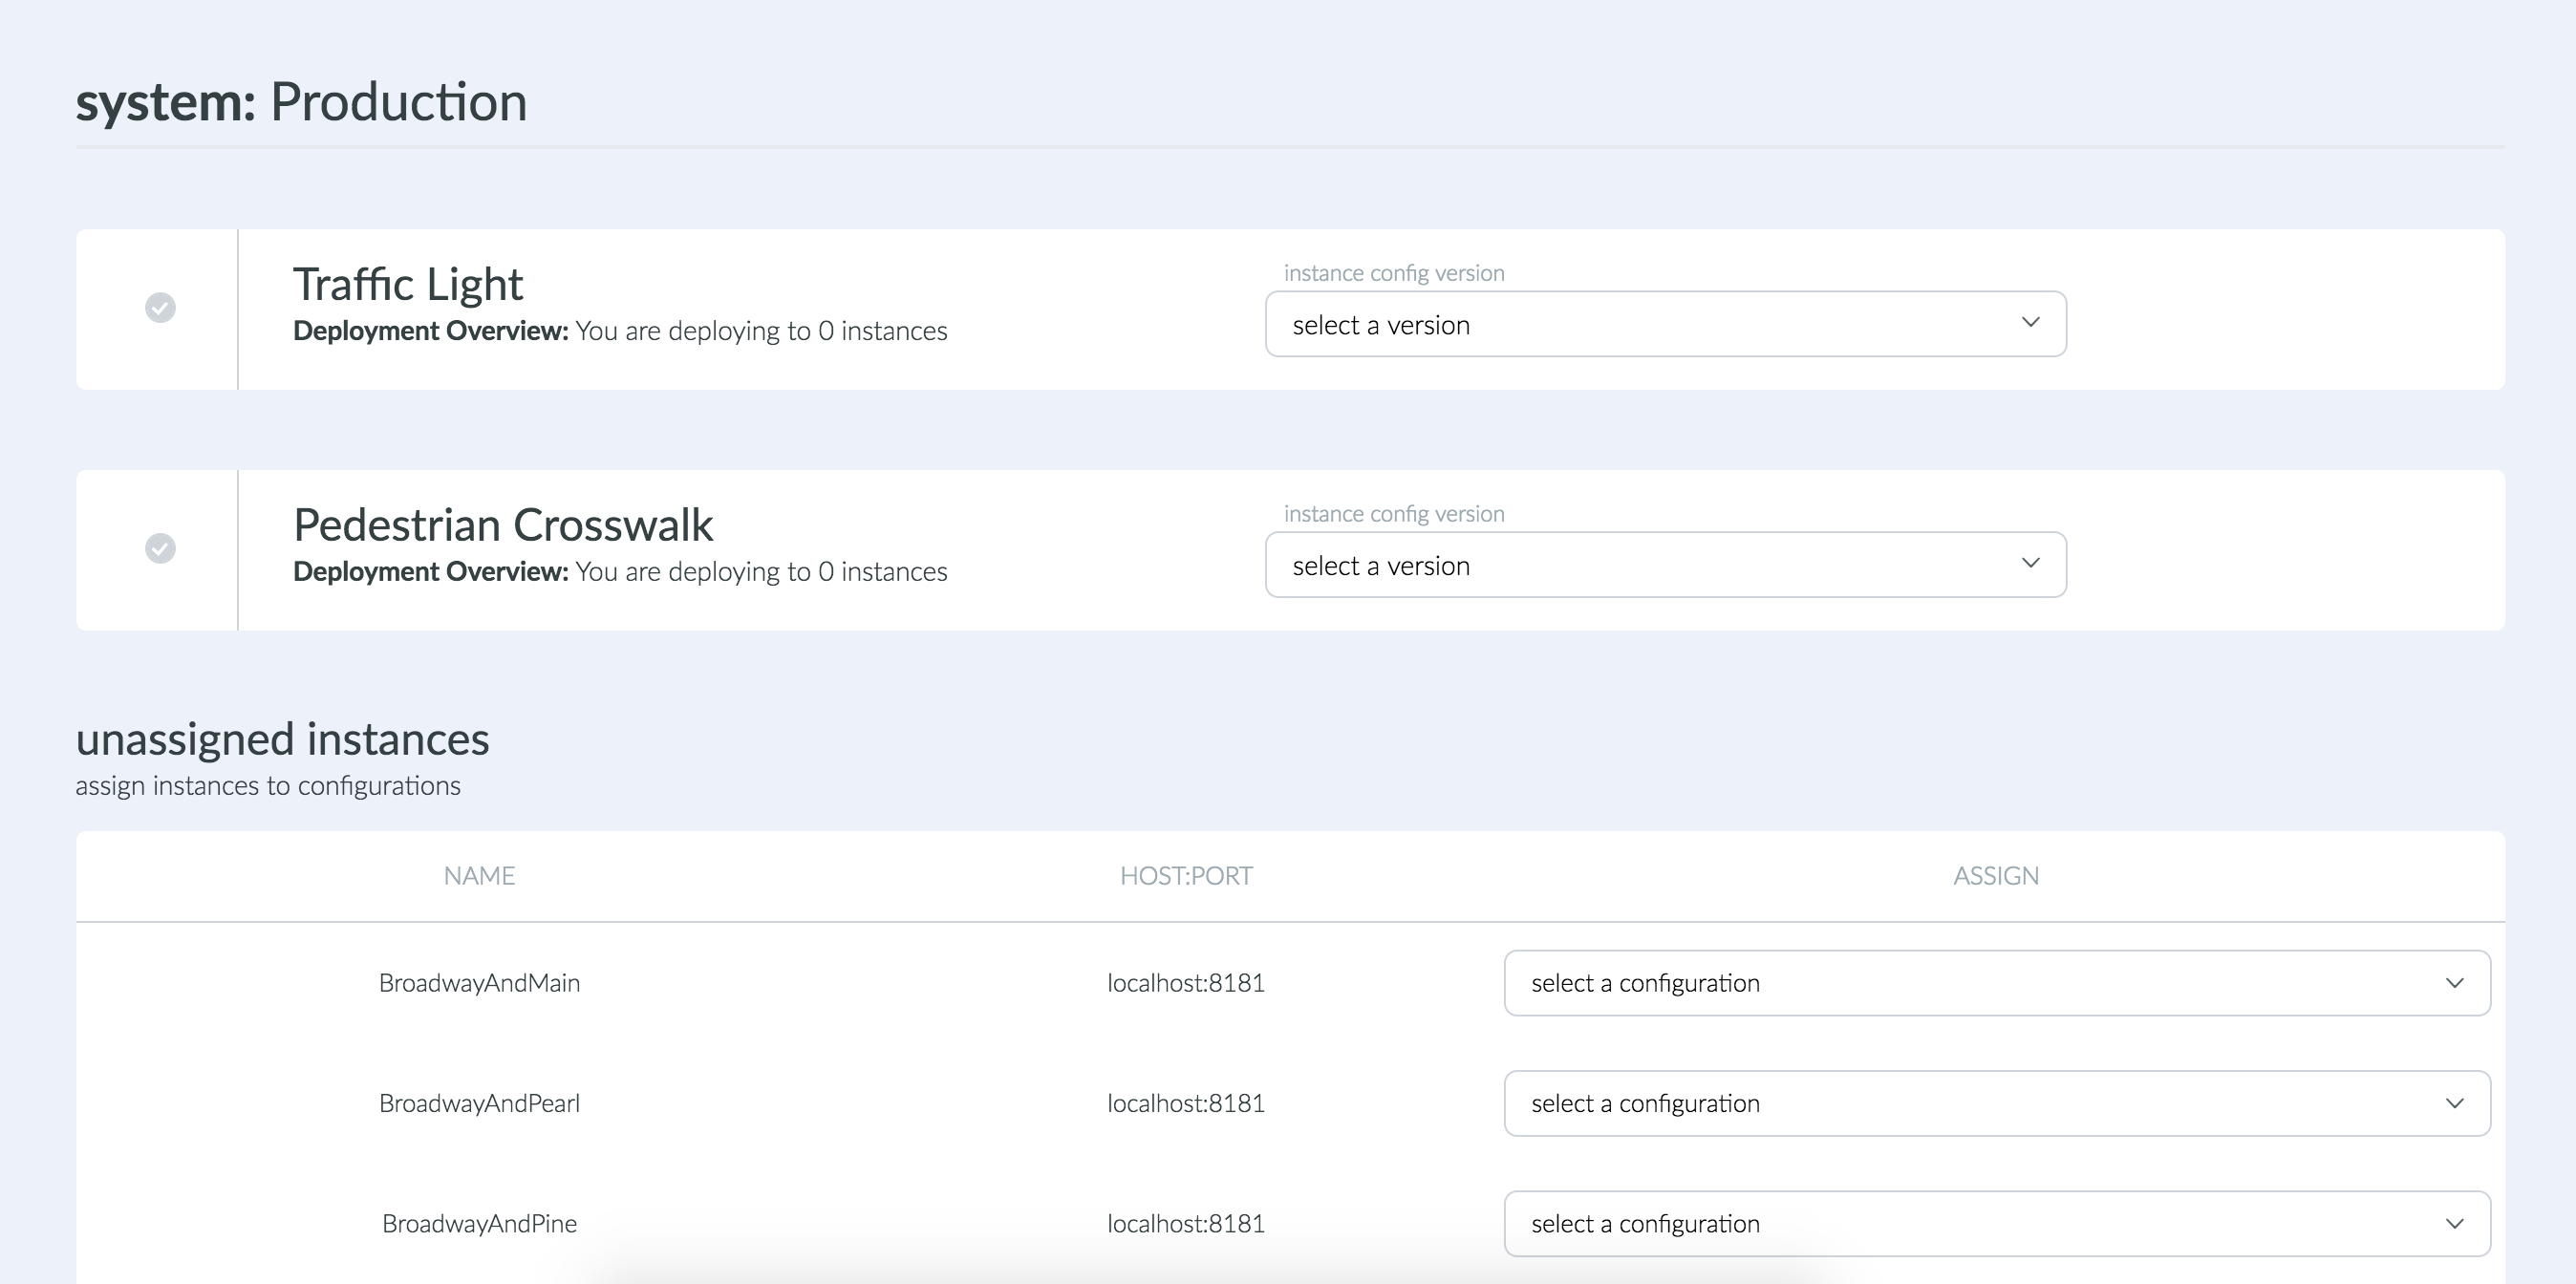 system: Production
Traffic Light
Deployment Overview: You are deploying to 0 instances
instance config version
select a version
Pedestrian Crosswalk
Deployment Overview: You are deploying to 0 instances
instance config version
select a version
unassigned instances
assign instances to configurations
NAME HOST:PORT ASSIGN
BroadwayAndMain localhost:8181 select a configuration
BroadwayAndPearl localhost:8181 select a configuration
BroadwayAndPine localhost:8181 select a configuration